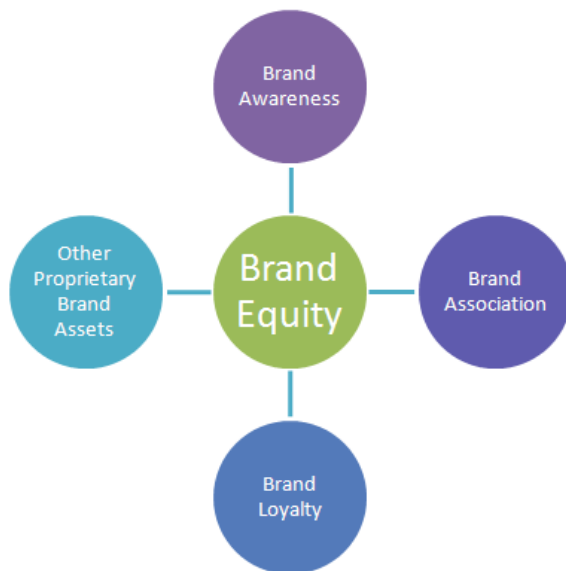 Brand
Awareness
Other
Proprietary
Brand
Assets
Brand
Equity
Brand
Association
Brand
Loyalty